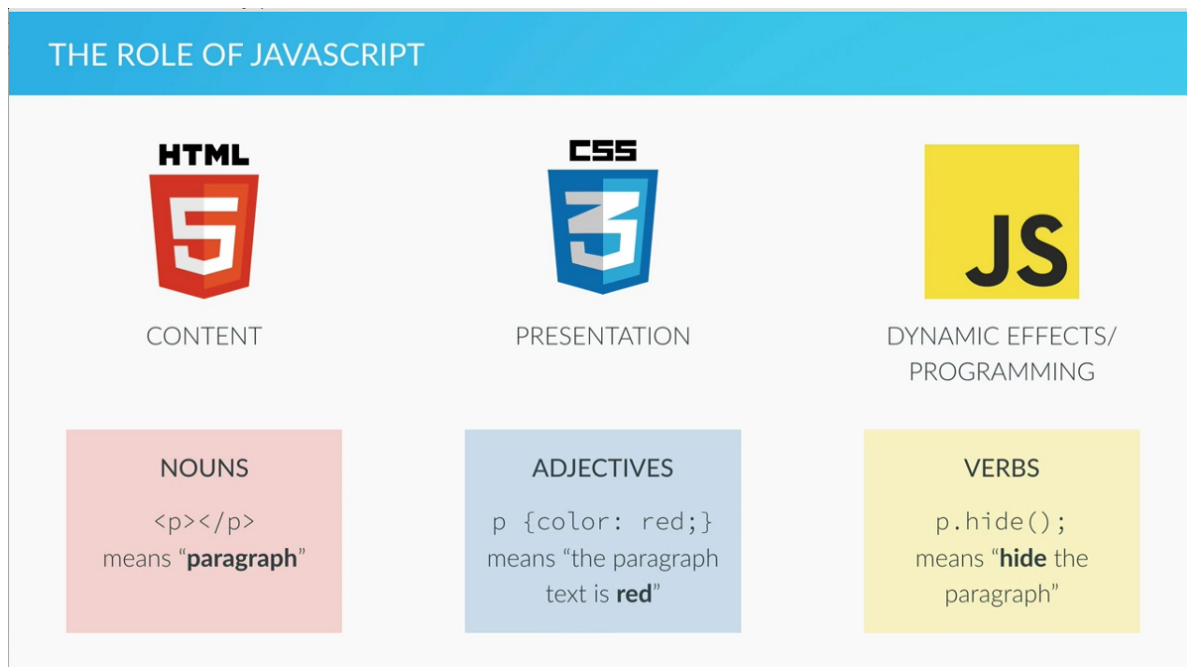 THE ROLE OF JAVASCRIPT
HTML
5
CONTENT
NOUNS
<p></p>
means “paragraph”
CSS
3
PRESENTATION
ADJECTIVES
p {color: red;}
means “the paragraph
text is red”
JS
DYNAMIC EFFECTS/
PROGRAMMING
VERBS
p.hide();
means “hide the
paragraph”